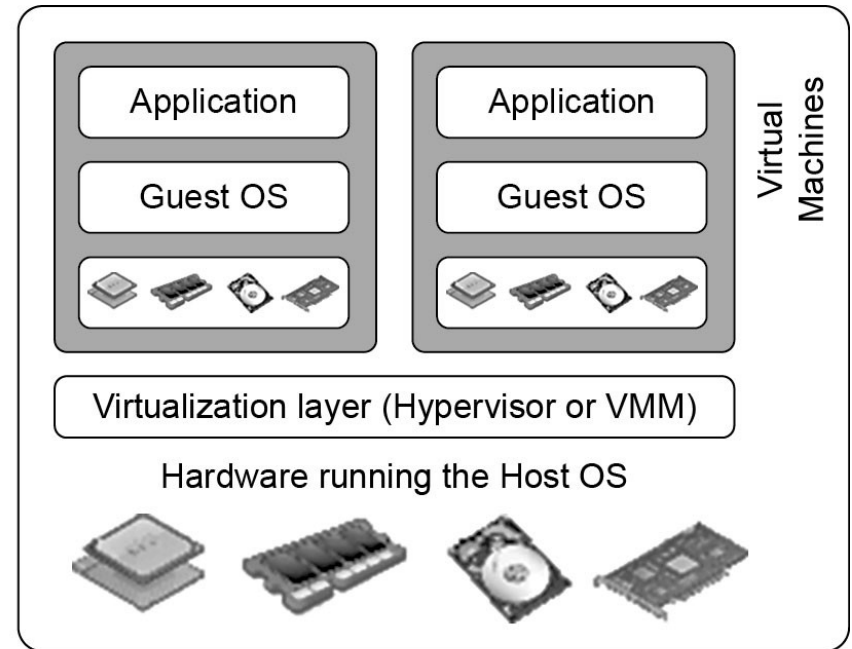 Application
Guest OS
Application
Guest OS
Virtual
Machines
Virtualization layer (Hypervisor or VMM)
Hardware running the Host OS